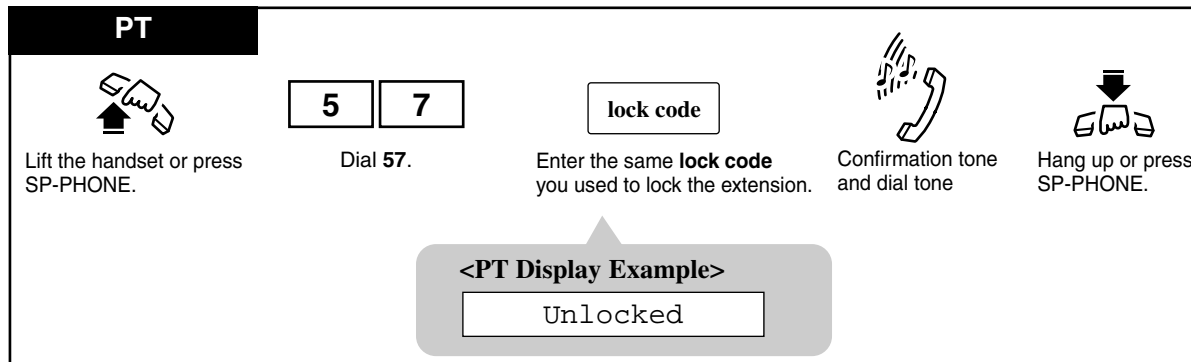 PT
5 7
lock code
Lift the handset or press
SP-PHONE.
Dial 57.
Enter the same lock code
you used to lock the extension.
Confirmation tone
and dial tone
Hang up or press
SP-PHONE.
<PT Display Example>
Unlocked